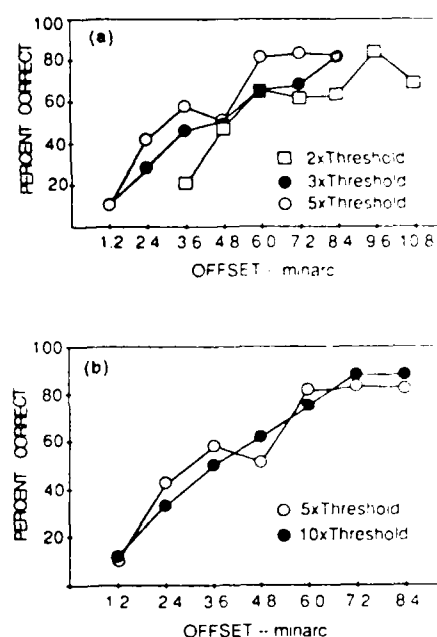 (a)
100
80
60
40
20
PERCENT CORRECT
□ 2xThreshold
● 3xThreshold
○ 5xThreshold
1.2 2.4 3.6 4.8 6.0 7.2 8.4 9.6 10.8
OFFSET -- minarc
(b)
100
80
60
40
20
PERCENT CORRECT
○ 5xThreshold
● 10xThreshold
1.2 2.4 3.6 4.8 6.0 7.2 8.4
OFFSET -- minarc